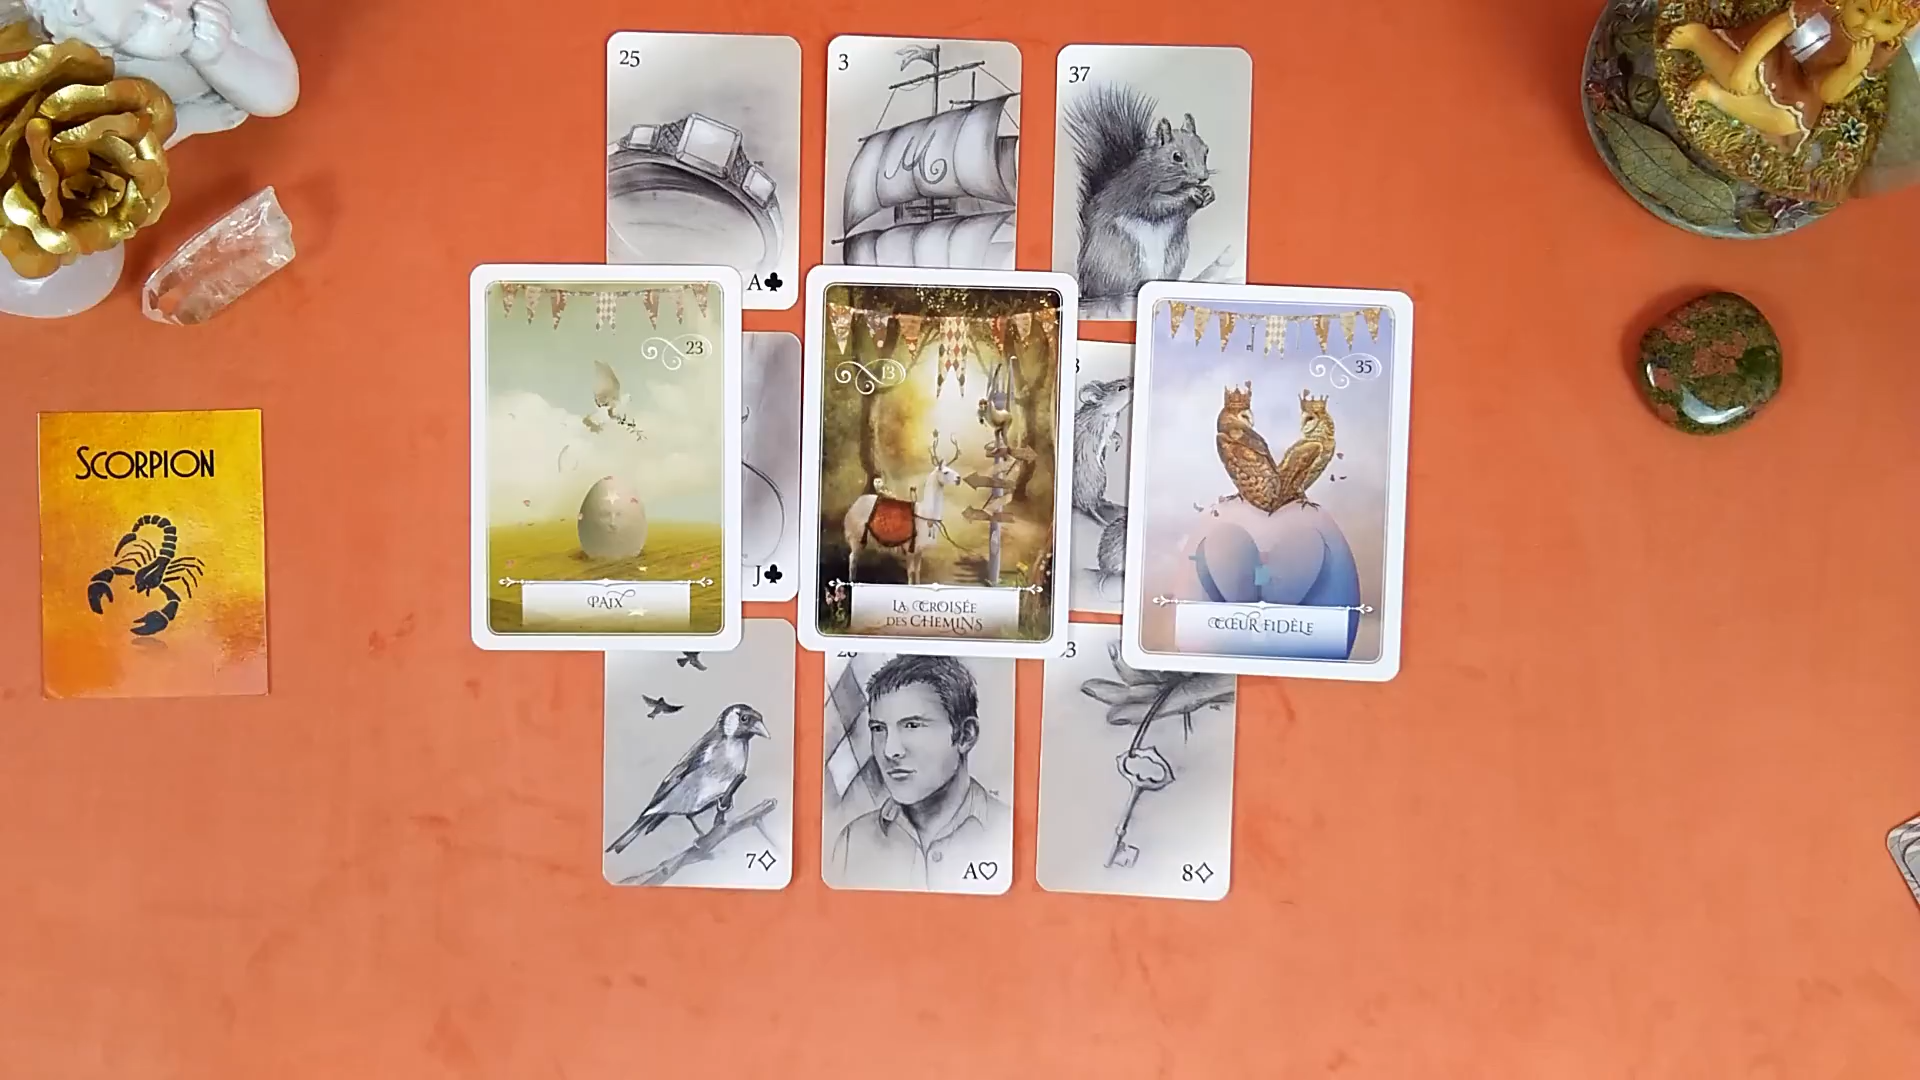 25
3
37
A♣
23
13
35
SCORPION
J♣
PAIX
LA CROISÉE
DES CHEMINS
CŒUR FIDÈLE
7♢
A♡
8♢